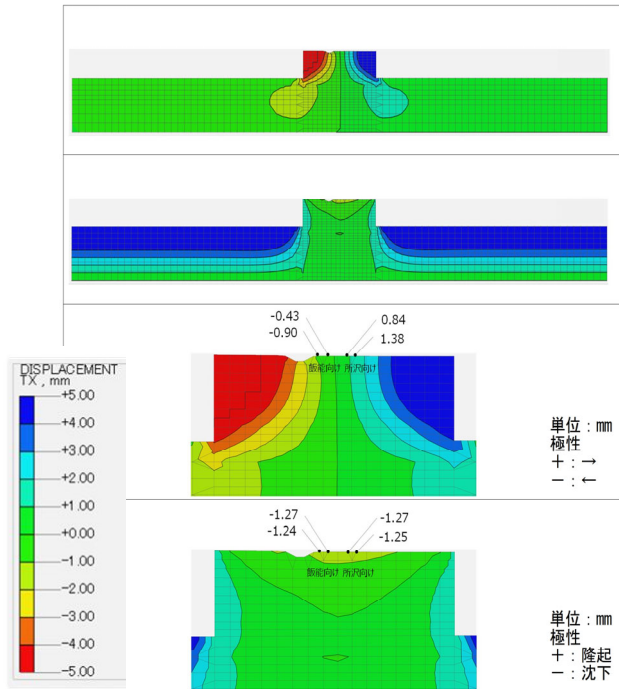 -0.43
-0.90
0.84
1.38
飯能向け 所沢向け
単位:mm
極性
+:→
-:←
DISPLACEMENT
TX , mm
+5.00
+4.00
+3.00
+2.00
+1.00
+0.00
-1.00
-2.00
-3.00
-4.00
-5.00
-1.27
-1.24
-1.27
-1.25
飯能向け 所沢向け
単位:mm
極性
+:隆起
-:沈下